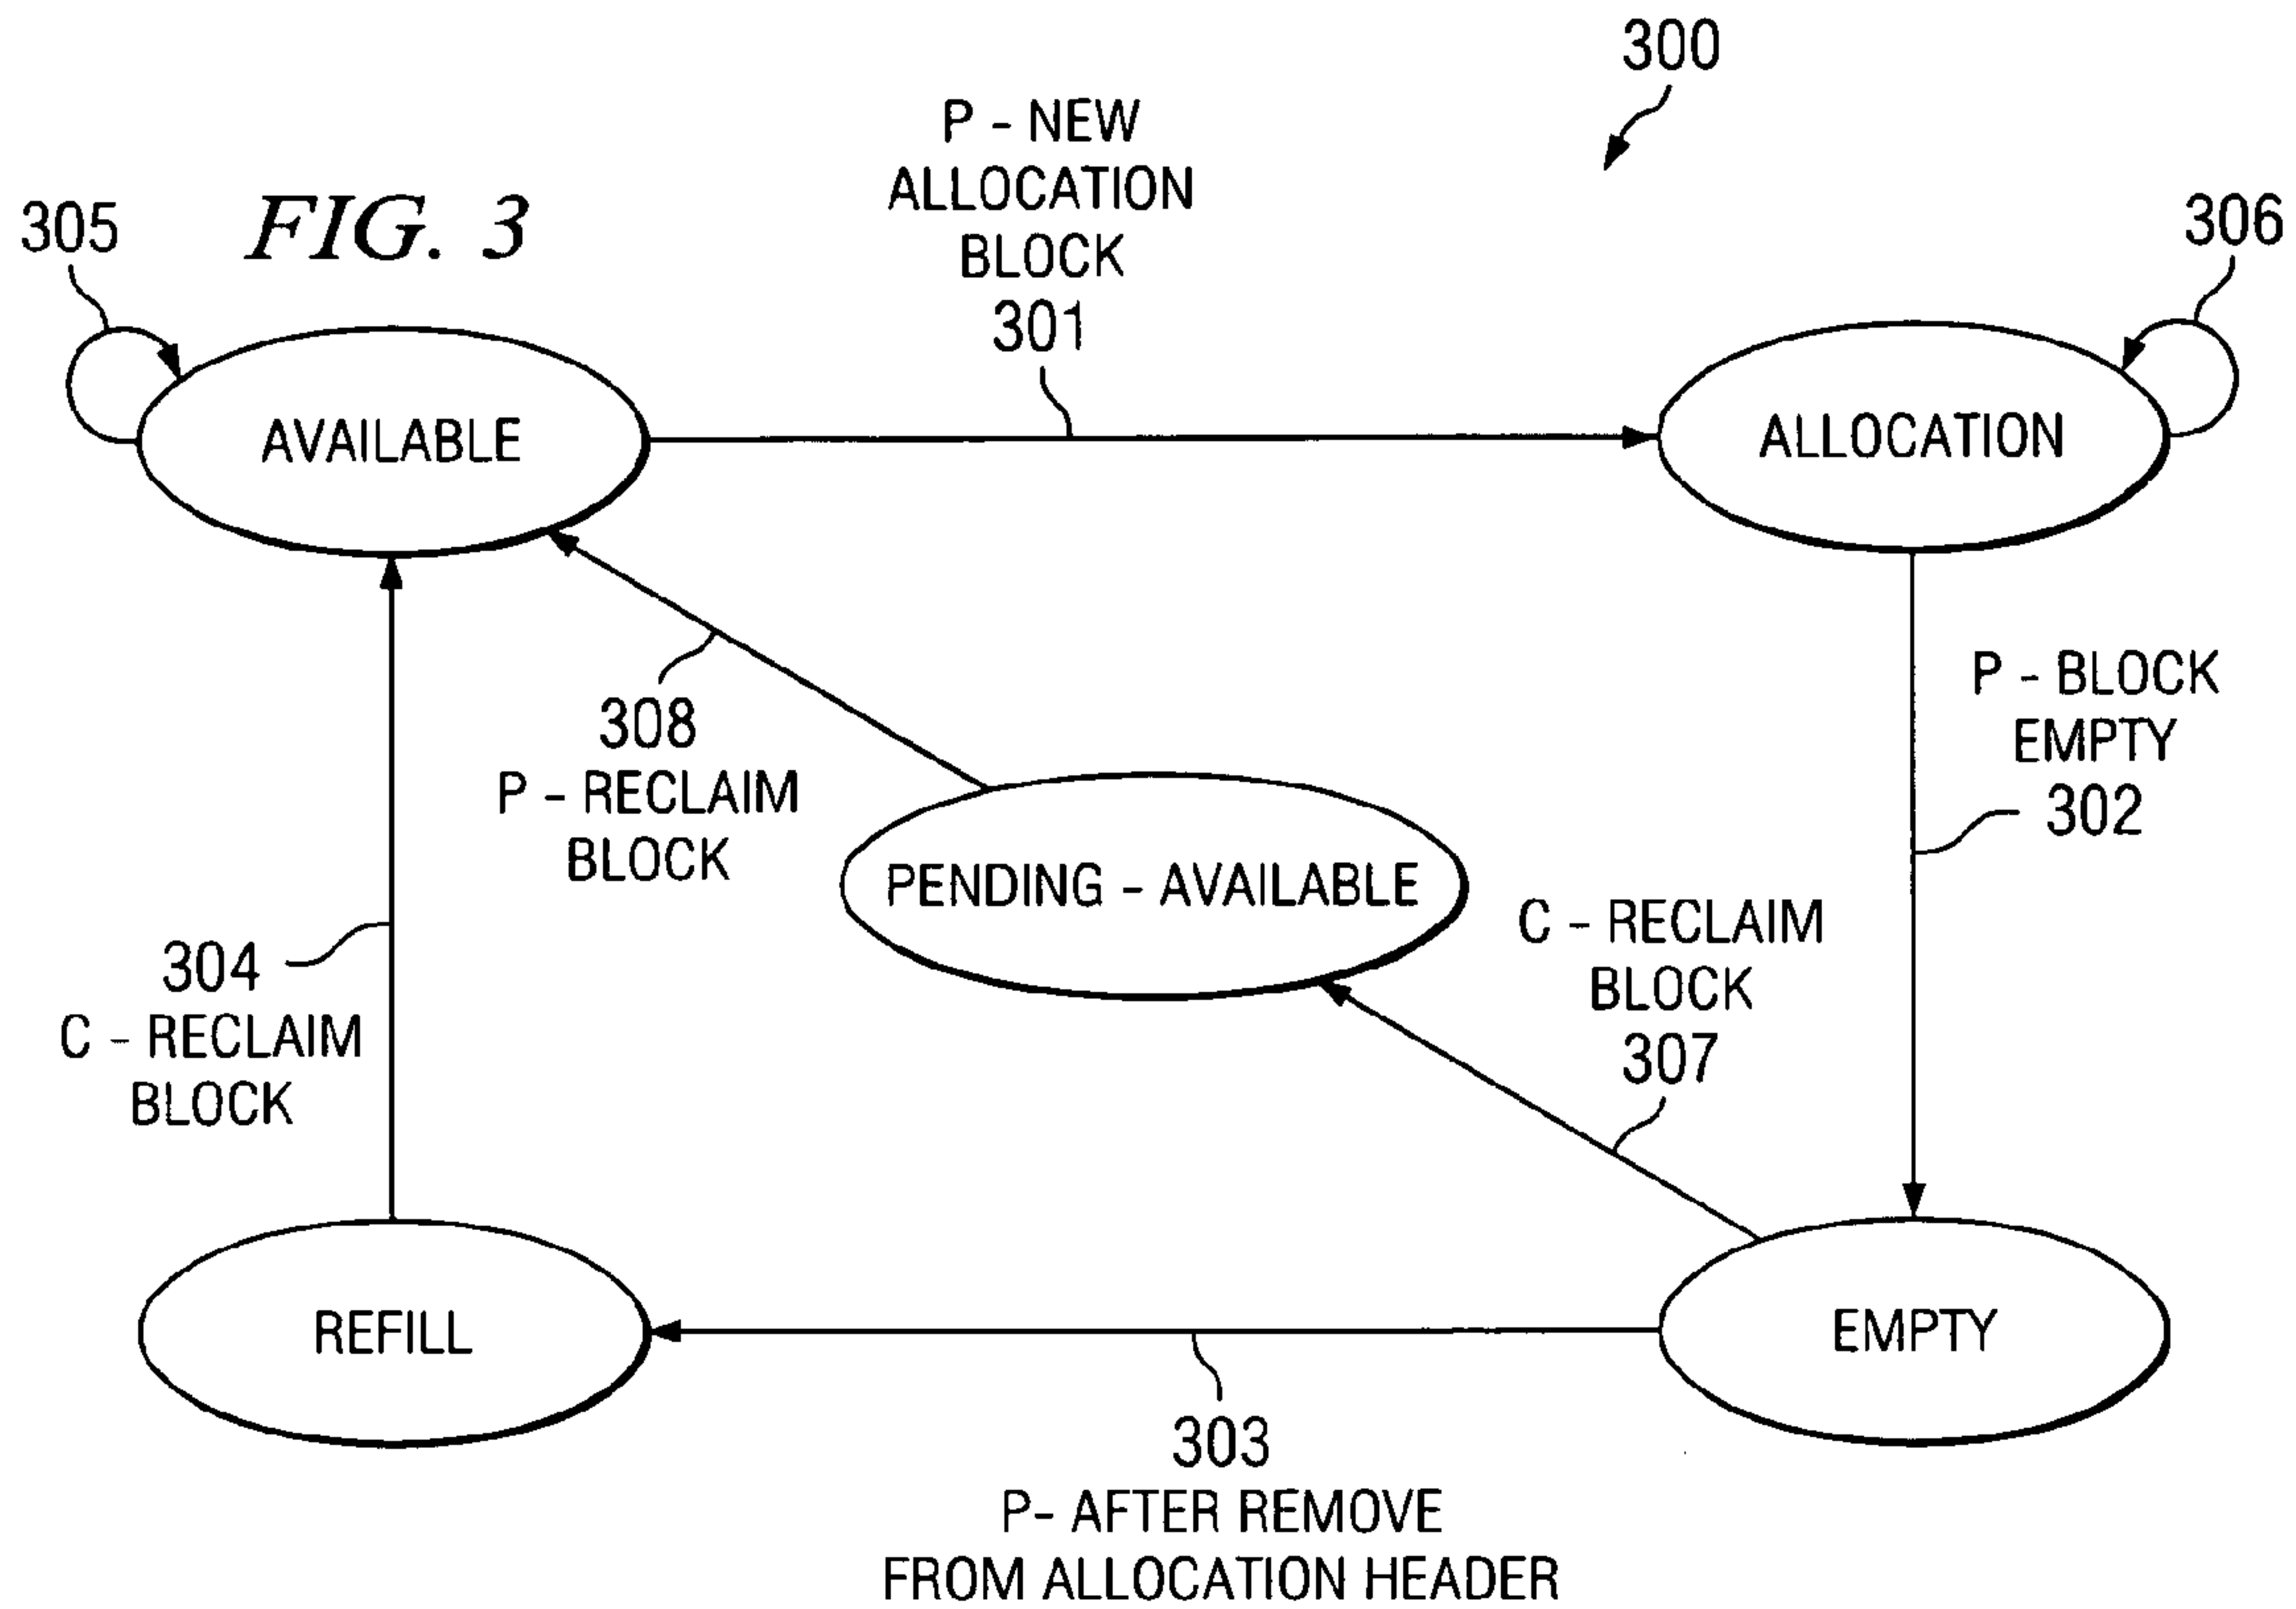 300
P - NEW
ALLOCATION
BLOCK
301
305
FIG. 3
306
AVAILABLE
ALLOCATION
308
P - RECLAIM
BLOCK
P - BLOCK
EMPTY
302
PENDING - AVAILABLE
304
C - RECLAIM
BLOCK
C - RECLAIM
BLOCK
307
REFILL
EMPTY
303
P- AFTER REMOVE
FROM ALLOCATION HEADER